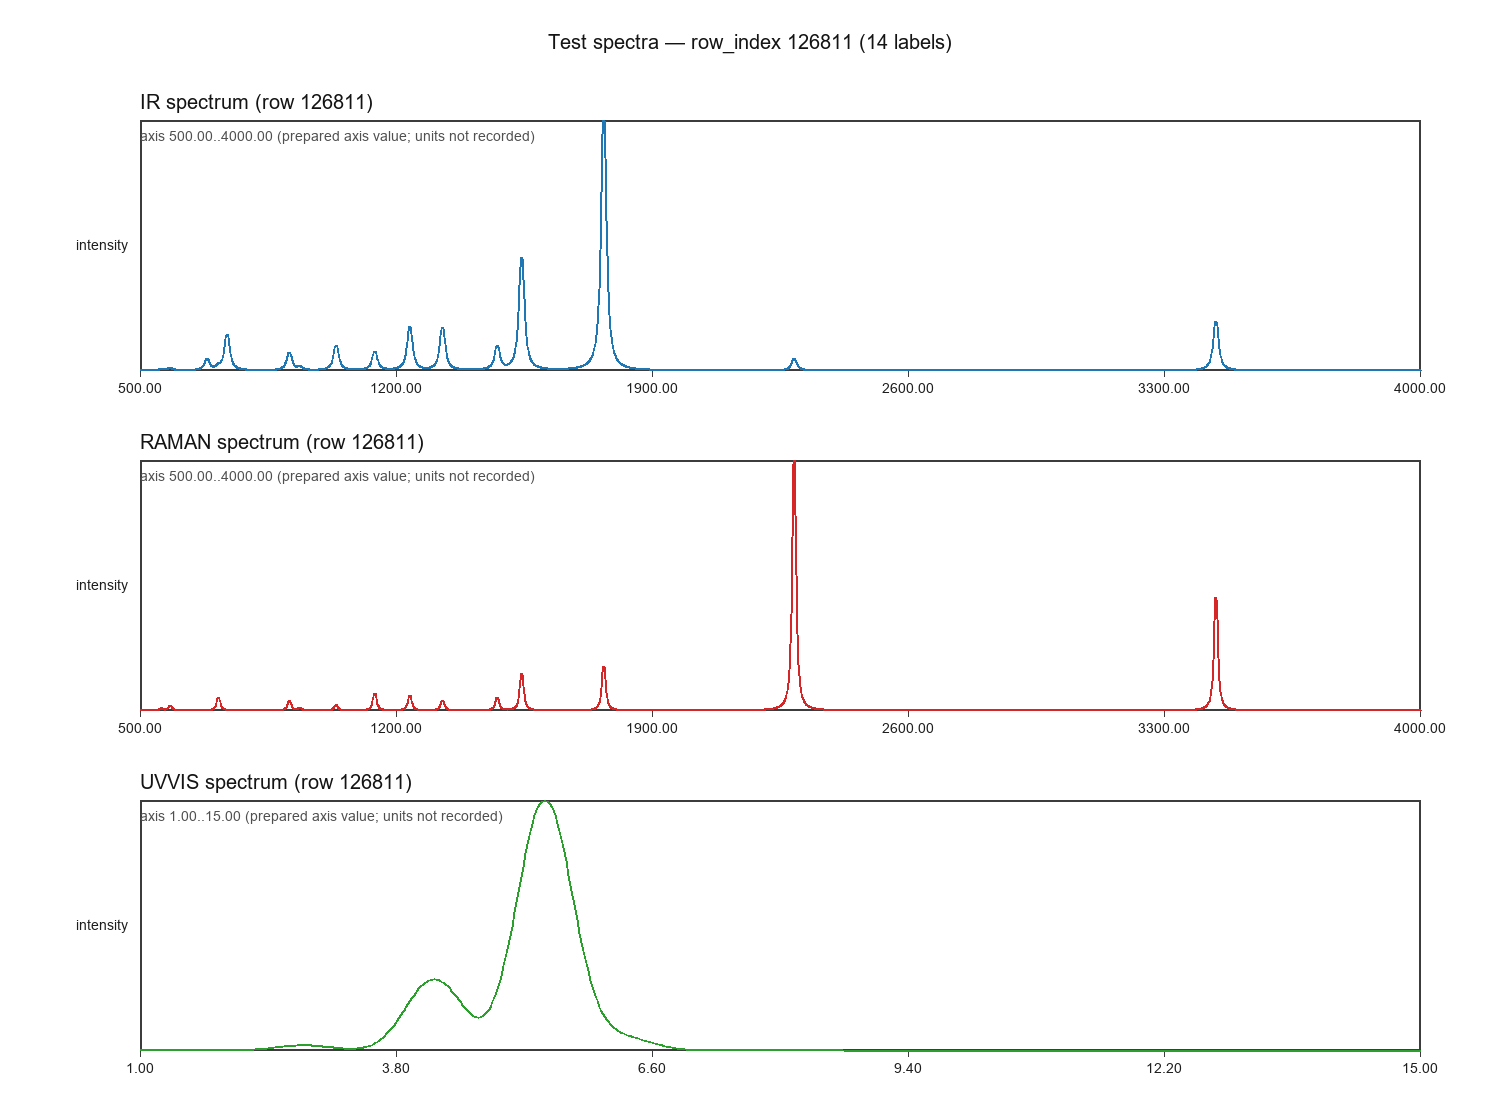 Test spectra — row_index 126811 (14 labels)
IR spectrum (row 126811)
axis 500.00..4000.00 (prepared axis value; units not recorded)
intensity
500.00 1200.00 1900.00 2600.00 3300.00 4000.00
RAMAN spectrum (row 126811)
axis 500.00..4000.00 (prepared axis value; units not recorded)
intensity
500.00 1200.00 1900.00 2600.00 3300.00 4000.00
UVVIS spectrum (row 126811)
axis 1.00..15.00 (prepared axis value; units not recorded)
intensity
1.00 3.80 6.60 9.40 12.20 15.00